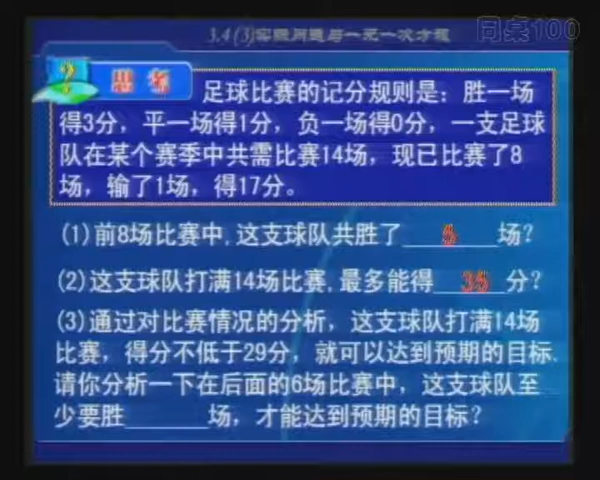 同桌100
3.4(3)实际问题与一元一次方程
思考
足球比赛的记分规则是：胜一场
得3分，平一场得1分，负一场得0分，一支足球
队在某个赛季中共需比赛14场，现已比赛了8
场，输了1场，得17分。
(1)前8场比赛中,这支球队共胜了 5 场?
(2)这支球队打满14场比赛,最多能得 35 分?
(3)通过对比赛情况的分析，这支球队打满14场
比赛，得分不低于29分，就可以达到预期的目标.
请你分析一下在后面的6场比赛中，这支球队至
少要胜______场，才能达到预期的目标?